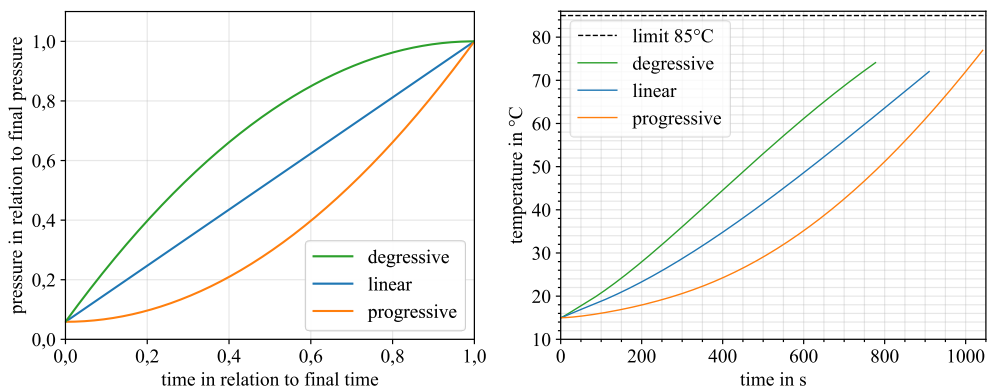 pressure in relation to final pressure
1,0
0,8
0,6
0,4
0,2
0,0
degressive
linear
progressive
0,0 0,2 0,4 0,6 0,8 1,0
time in relation to final time
temperature in °C
80
70
60
50
40
30
20
10
limit 85°C
degressive
linear
progressive
0 200 400 600 800 1000
time in s